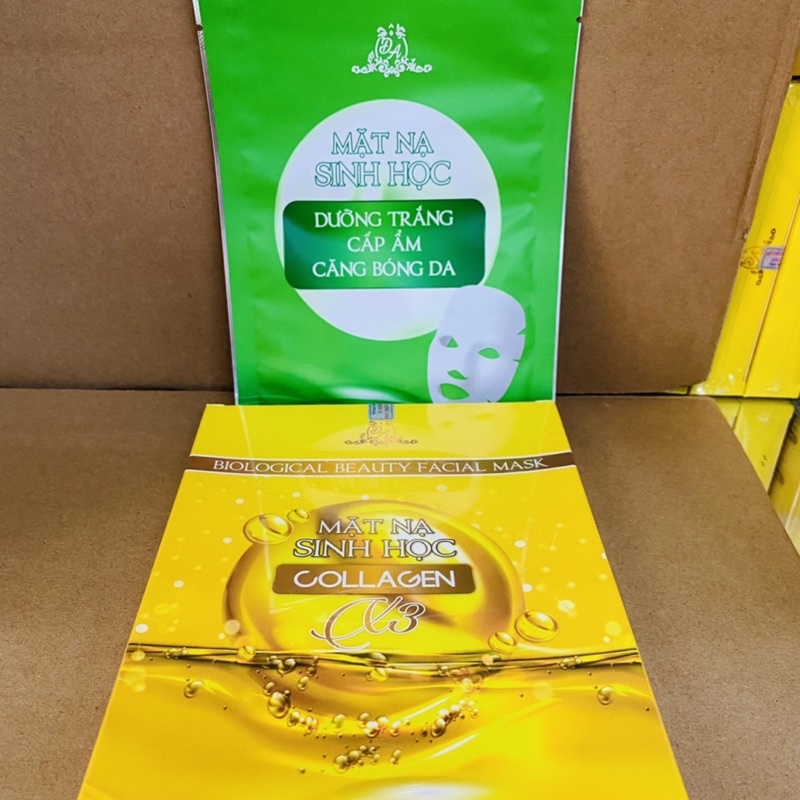 ĐA
MẶT NẠ
SINH HỌC
DƯỠNG TRẮNG
CẤP ẨM
CĂNG BÓNG DA
BIOLOGICAL BEAUTY FACIAL MASK
MẶT NẠ
SINH HỌC
COLLAGEN
X3